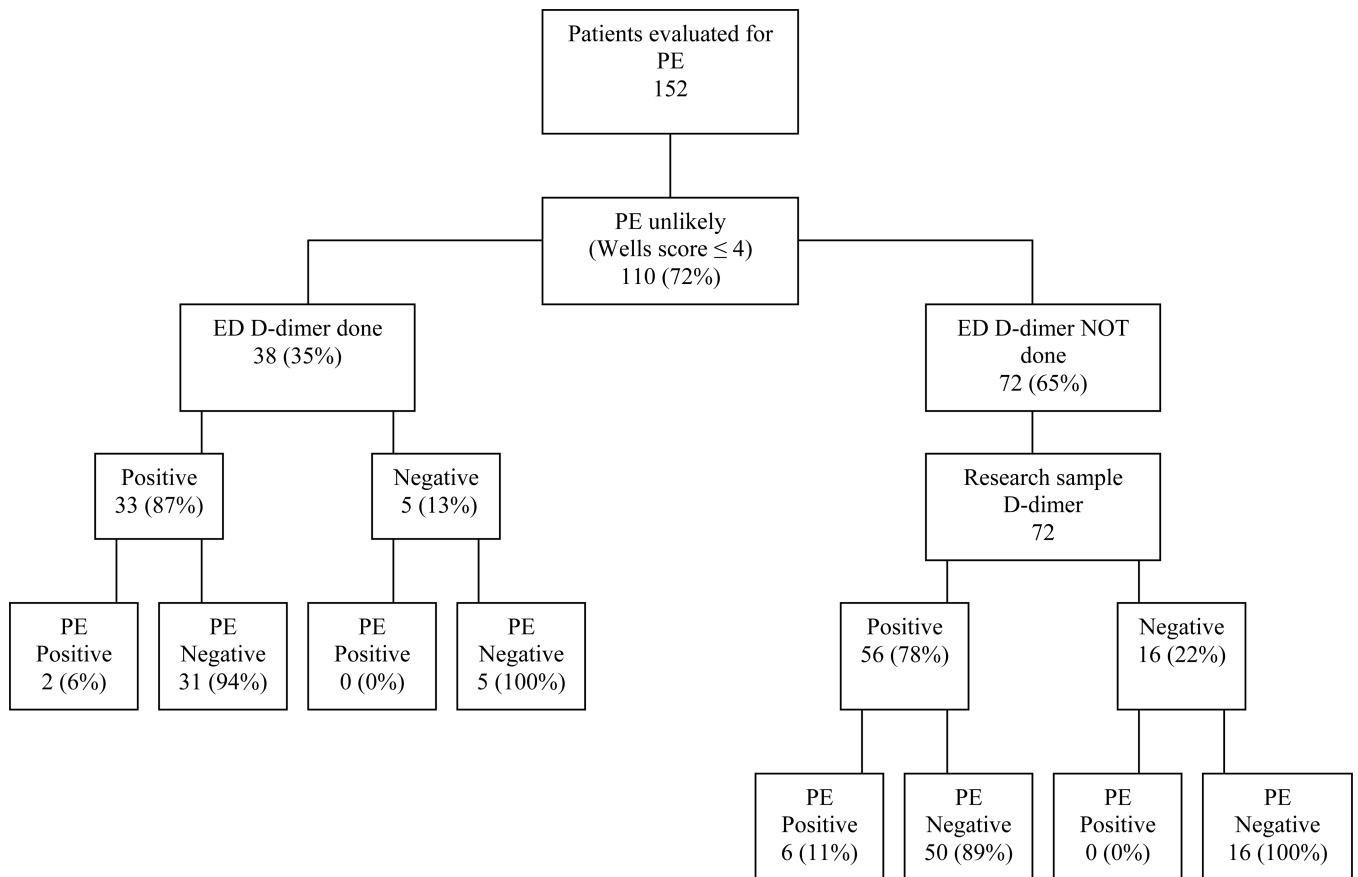 Patients evaluated for
PE
152
PE unlikely
(Wells score ≤ 4)
110 (72%)
ED D-dimer done
38 (35%)
ED D-dimer NOT
done
72 (65%)
Positive
33 (87%)
Negative
5 (13%)
Research sample
D-dimer
72
PE
Positive
2 (6%)
PE
Negative
31 (94%)
PE
Positive
0 (0%)
PE
Negative
5 (100%)
Positive
56 (78%)
Negative
16 (22%)
PE
Positive
6 (11%)
PE
Negative
50 (89%)
PE
Positive
0 (0%)
PE
Negative
16 (100%)